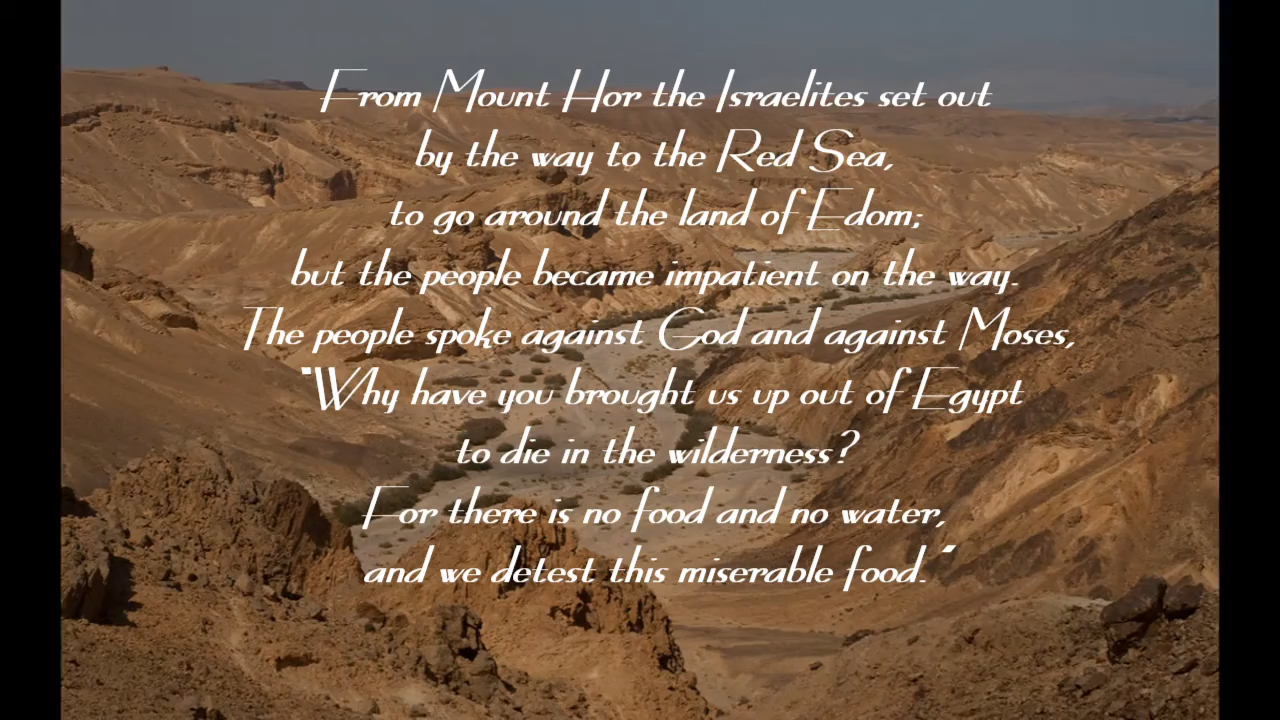 From Mount Hor the Israelites set out
by the way to the Red Sea,
to go around the land of Edom;
but the people became impatient on the way.
The people spoke against God and against Moses,
"Why have you brought us up out of Egypt
to die in the wilderness?
For there is no food and no water,
and we detest this miserable food."